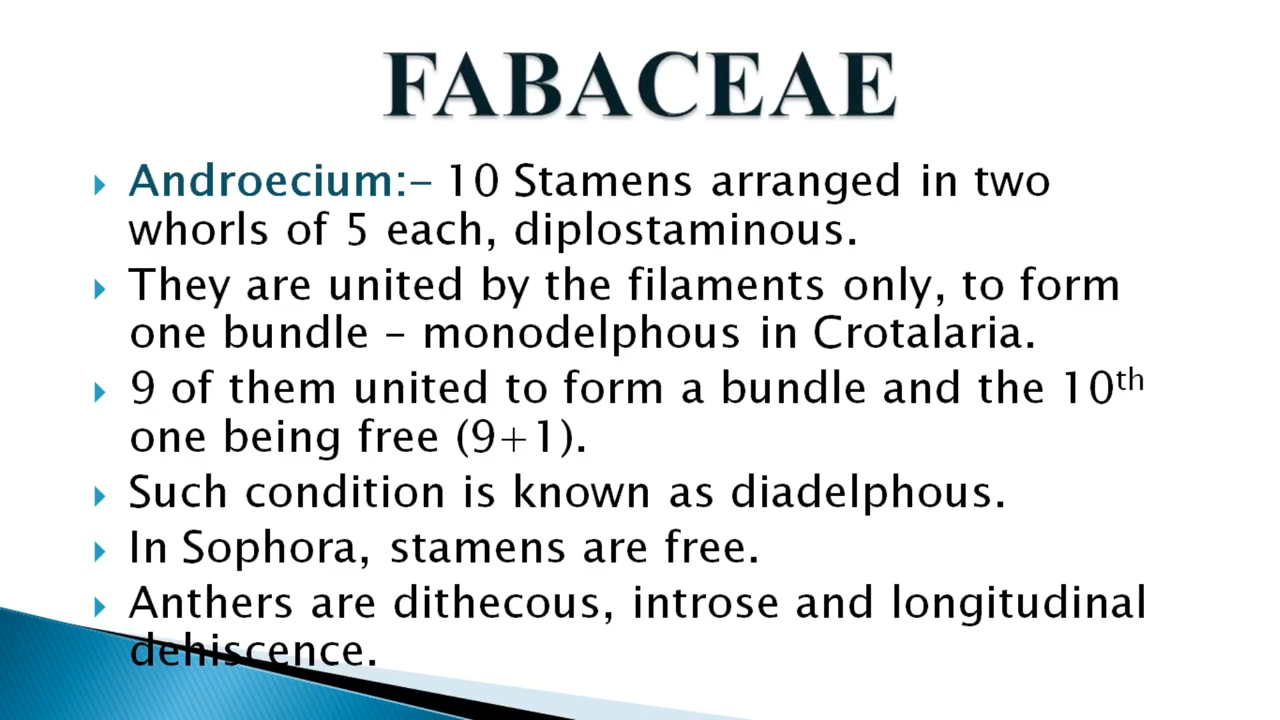 FABACEAE
Androecium:- 10 Stamens arranged in two
whorls of 5 each, diplostaminous.
They are united by the filaments only, to form
one bundle – monodelphous in Crotalaria.
9 of them united to form a bundle and the 10th
one being free (9+1).
Such condition is known as diadelphous.
In Sophora, stamens are free.
Anthers are dithecous, introse and longitudinal
dehiscence.